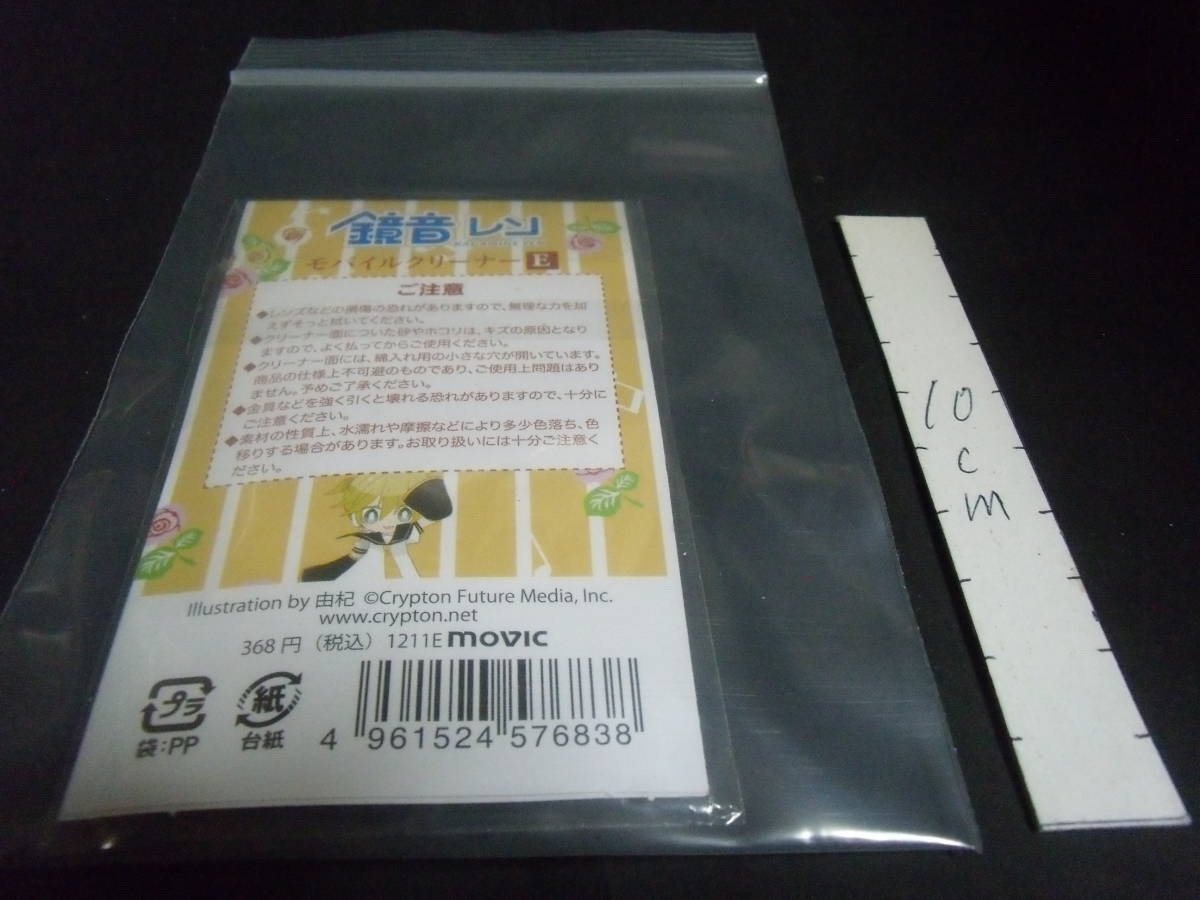 鏡音レン
KAGAMINE LEN
モバイルクリーナー E
ご注意
◆レンズなどの損傷の恐れがありますので、無理な力を加
えずそっと拭いてください。
◆クリーナー面についた砂やホコリは、キズの原因となり
ますので、よく払ってからご使用ください。
◆クリーナー面には、綿入れ用の小さな穴が開いています。
商品の仕様上不可避のものであり、ご使用上問題はあり
ません。予めご了承ください。
◆金具などを強く引くと壊れる恐れがありますので、十分に
ご注意ください。
◆素材の性質上、水濡れや摩擦などにより多少色落ち、色
移りする場合があります。お取り扱いには十分ご注意く
ださい。
Illustration by 由杞 ©Crypton Future Media, Inc.
www.crypton.net
368円（税込）1211E movic
プラ
袋:PP
紙
台紙
4 961524 576838
10
c
m